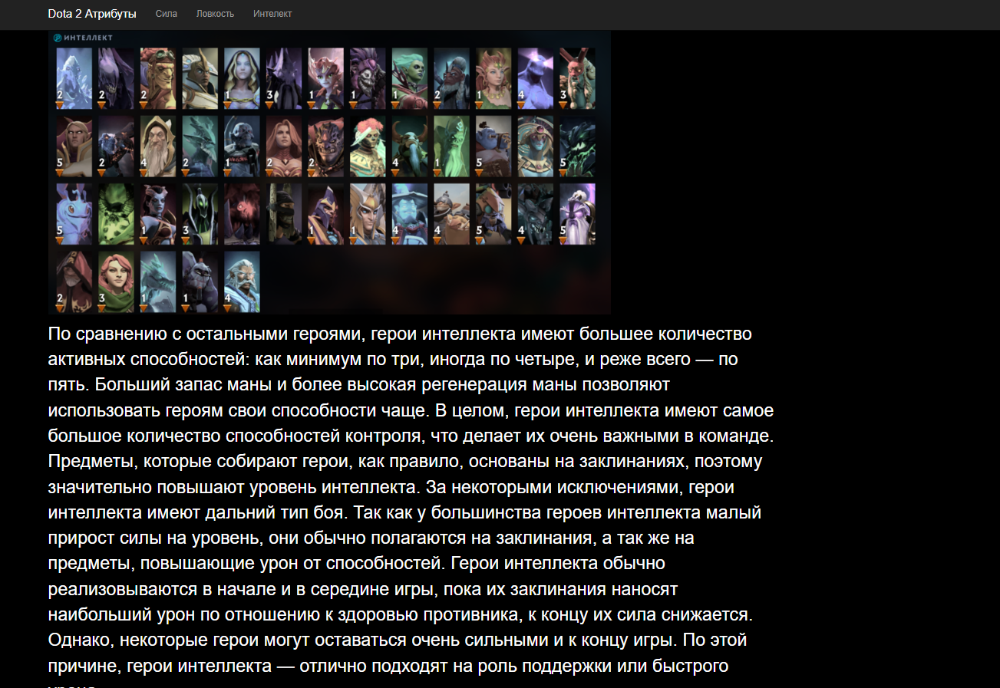 Dota 2 Атрибуты Сила Ловкость Интелект
ИНТЕЛЛЕКТ
2 2 2 1 3 1 1 1 2 1 4 3
5 2 4 2 1 2 2 4 1 5 5
5 1 3 1 1 4 4 5 4 5
2 3 1 1 4
По сравнению с остальными героями, герои интеллекта имеют большее количество
активных способностей: как минимум по три, иногда по четыре, и реже всего — по
пять. Больший запас маны и более высокая регенерация маны позволяют
использовать героям свои способности чаще. В целом, герои интеллекта имеют самое
большое количество способностей контроля, что делает их очень важными в команде.
Предметы, которые собирают герои, как правило, основаны на заклинаниях, поэтому
значительно повышают уровень интеллекта. За некоторыми исключениями, герои
интеллекта имеют дальний тип боя. Так как у большинства героев интеллекта малый
прирост силы на уровень, они обычно полагаются на заклинания, а так же на
предметы, повышающие урон от способностей. Герои интеллекта обычно
реализовываются в начале и в середине игры, пока их заклинания наносят
наибольший урон по отношению к здоровью противника, к концу их сила снижается.
Однако, некоторые герои могут оставаться очень сильными и к концу игры. По этой
причине, герои интеллекта — отлично подходят на роль поддержки или быстрого